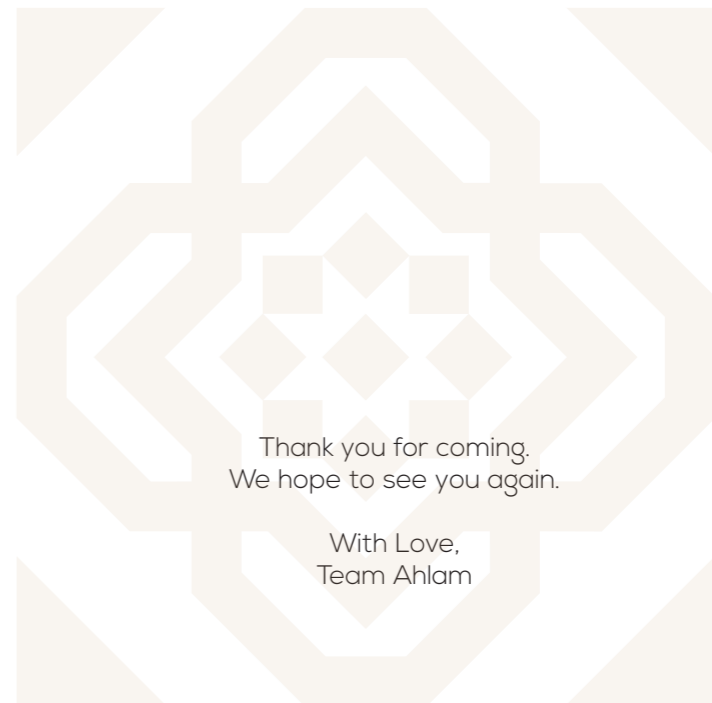 Thank you for coming.
We hope to see you again.
With Love,
Team Ahlam